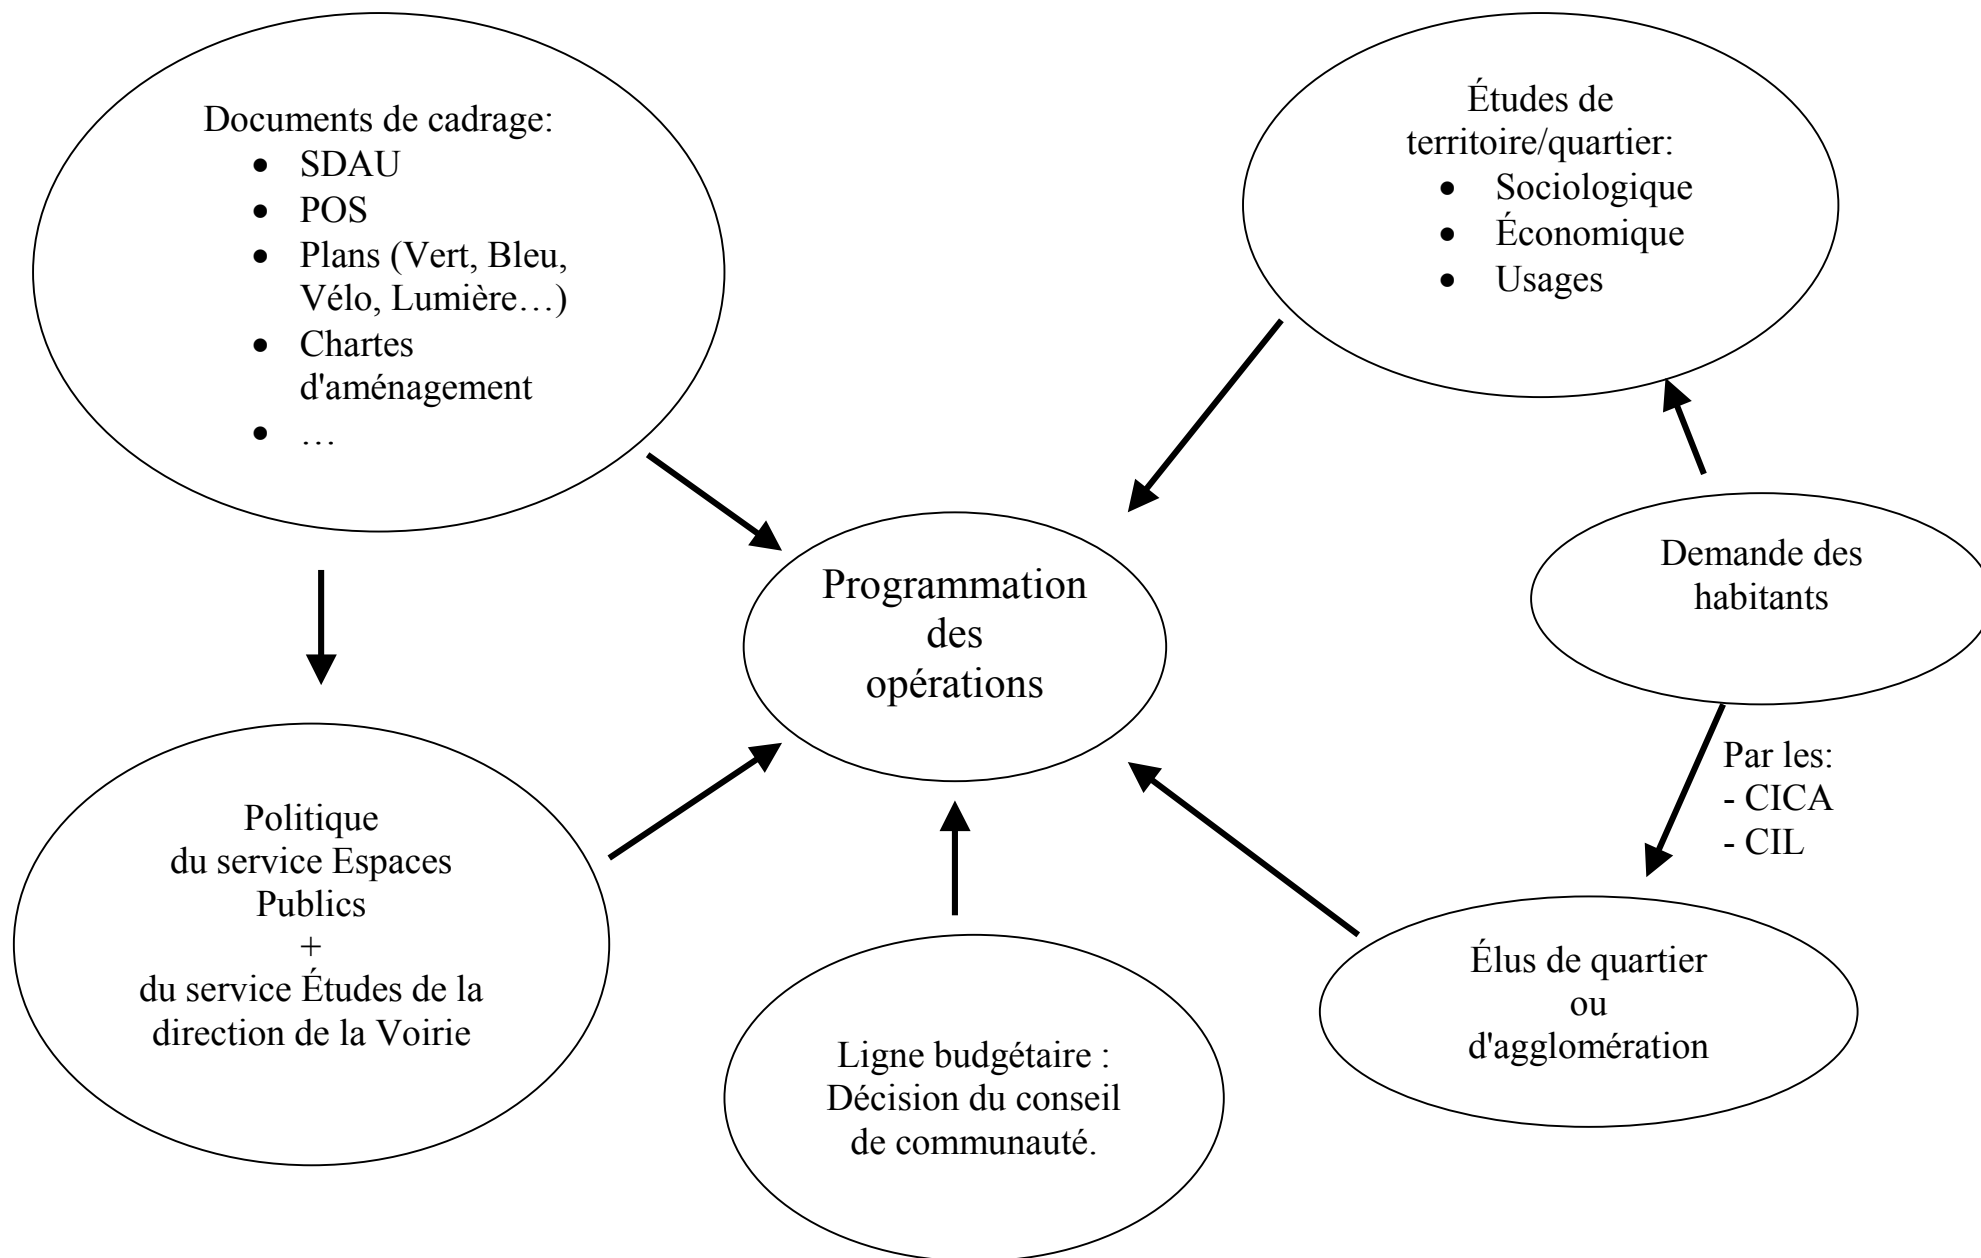 Documents de cadrage:
• SDAU
• POS
• Plans (Vert, Bleu,
Vélo, Lumière…)
• Chartes
d'aménagement
• …
Études de
territoire/quartier:
• Sociologique
• Économique
• Usages
Programmation
des
opérations
Demande des
habitants
Par les:
- CICA
- CIL
Politique
du service Espaces
Publics
+
du service Études de la
direction de la Voirie
Ligne budgétaire :
Décision du conseil
de communauté.
Élus de quartier
ou
d'agglomération